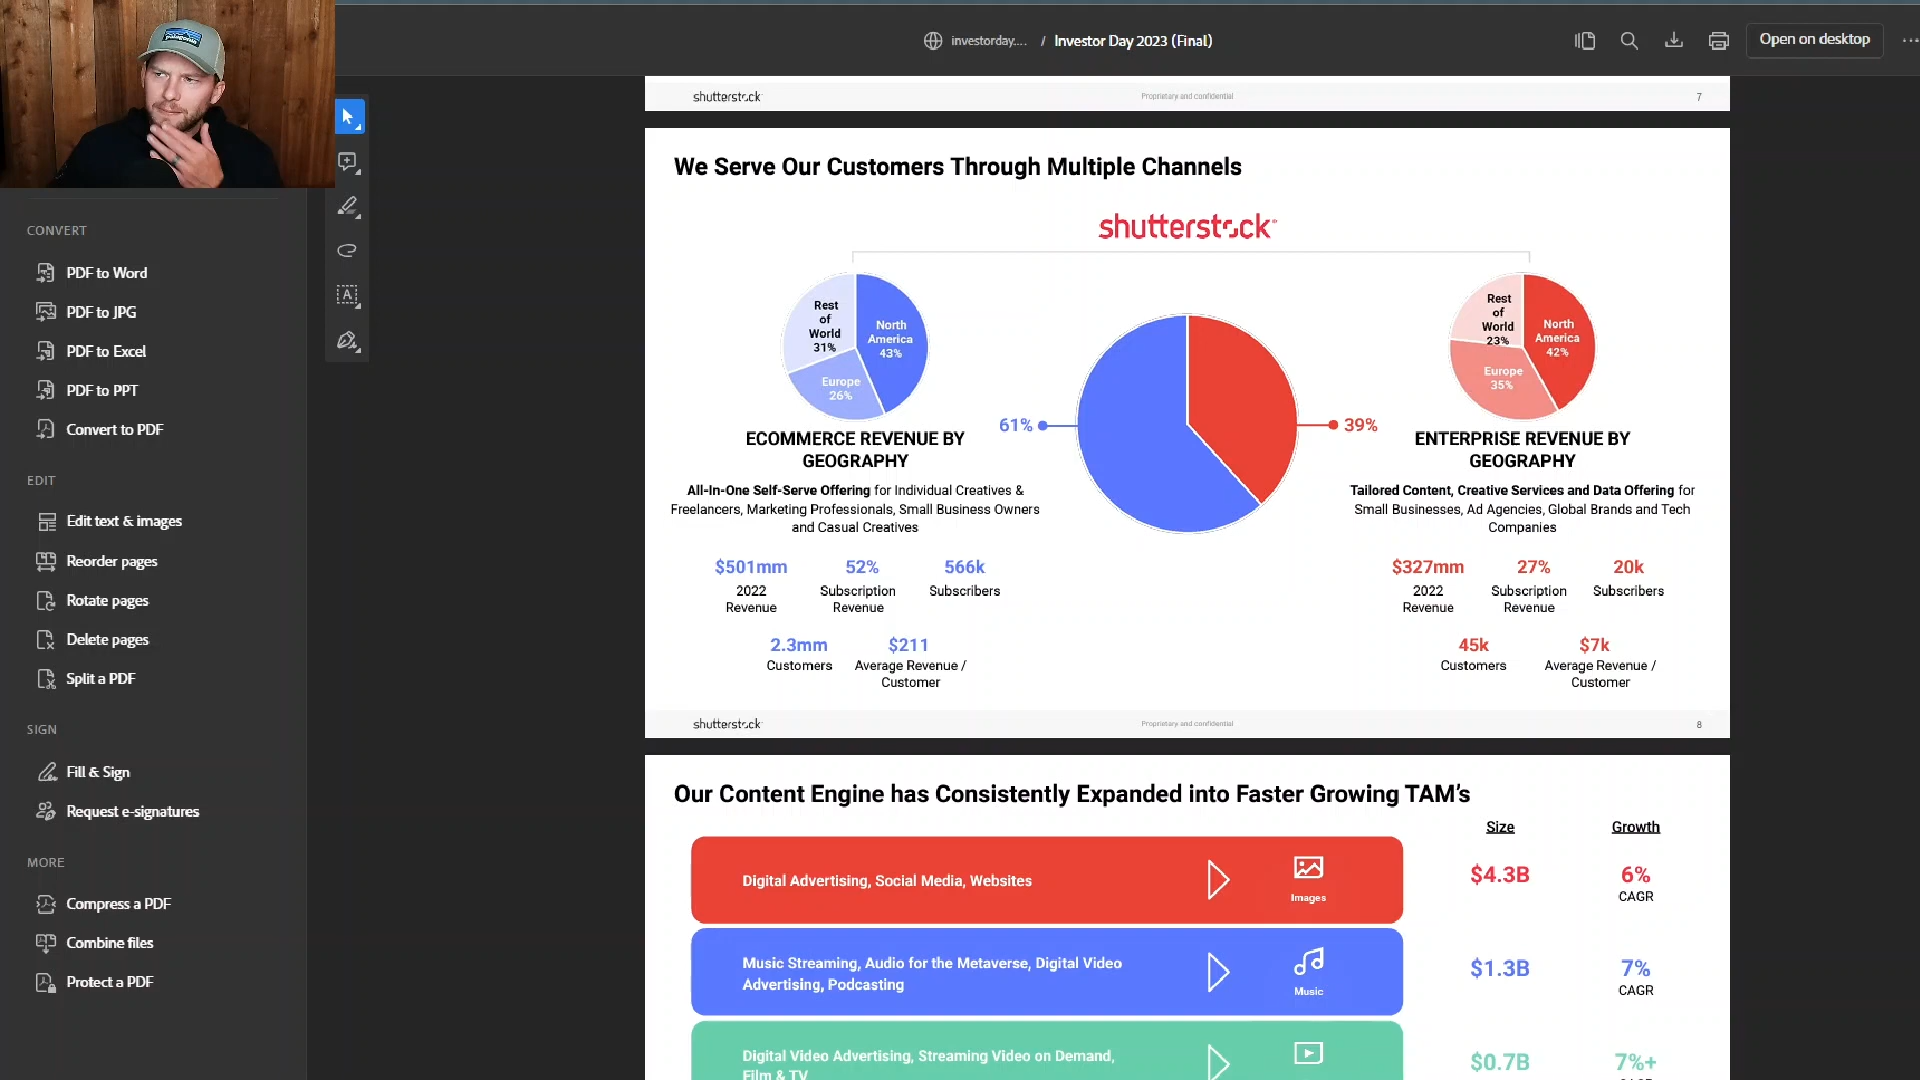 patagonia
investorday.... / Investor Day 2023 (Final)
Open on desktop
CONVERT
PDF to Word
PDF to JPG
PDF to Excel
PDF to PPT
Convert to PDF
EDIT
Edit text & images
Reorder pages
Rotate pages
Delete pages
Split a PDF
SIGN
Fill & Sign
Request e-signatures
MORE
Compress a PDF
Combine files
Protect a PDF
shutterstock
Proprietary and confidential
7
We Serve Our Customers Through Multiple Channels
shutterstock
Rest
of
World
31%
North
America
43%
Europe
26%
61%
39%
Rest
of
World
23%
North
America
42%
Europe
35%
ECOMMERCE REVENUE BY
GEOGRAPHY
All-In-One Self-Serve Offering for Individual Creatives &
Freelancers, Marketing Professionals, Small Business Owners
and Casual Creatives
$501mm
2022
Revenue
52%
Subscription
Revenue
566k
Subscribers
2.3mm
Customers
$211
Average Revenue /
Customer
ENTERPRISE REVENUE BY
GEOGRAPHY
Tailored Content, Creative Services and Data Offering for
Small Businesses, Ad Agencies, Global Brands and Tech
Companies
$327mm
2022
Revenue
27%
Subscription
Revenue
20k
Subscribers
45k
Customers
$7k
Average Revenue /
Customer
shutterstock
Proprietary and confidential
8
Our Content Engine has Consistently Expanded into Faster Growing TAM's
Size
Growth
Digital Advertising, Social Media, Websites
Images
$4.3B
6%
CAGR
Music Streaming, Audio for the Metaverse, Digital Video
Advertising, Podcasting
Music
$1.3B
7%
CAGR
Digital Video Advertising, Streaming Video on Demand,
Film & TV
$0.7B
7%+